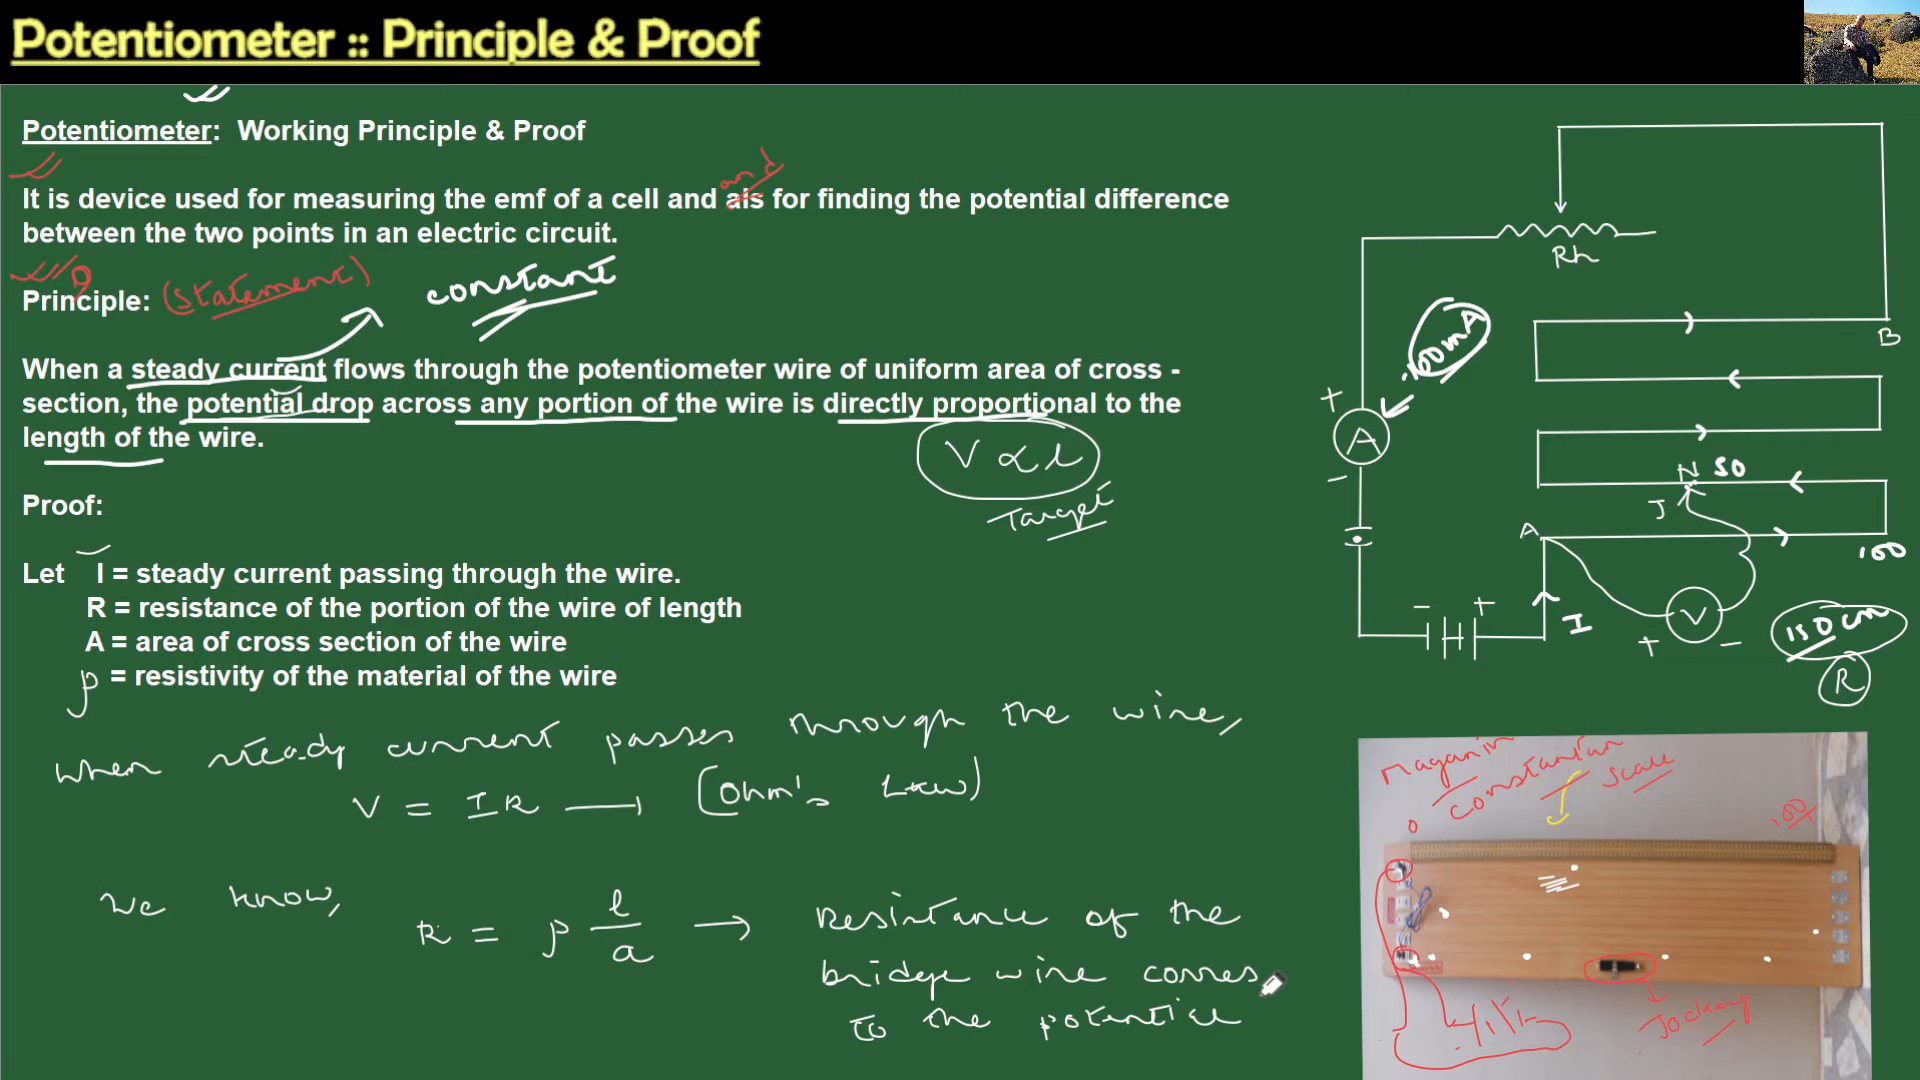 Potentiometer :: Principle & Proof
Potentiometer: Working Principle & Proof
and
It is device used for measuring the emf of a cell and als for finding the potential difference
between the two points in an electric circuit.
Principle: (statement) constant
When a steady current flows through the potentiometer wire of uniform area of cross -
section, the potential drop across any portion of the wire is directly proportional to the
length of the wire.
V ∝ l
Target
Proof:
Let I = steady current passing through the wire.
R = resistance of the portion of the wire of length
A = area of cross section of the wire
ρ = resistivity of the material of the wire
when steady current passes through the wire,
V = IR → (Ohm's Law)
we know,
R = ρ l/a → Resistance of the
bridge wire corres
to the potential
Rh
B
100mA
+
A
-
N 50
J
A
100
- +
I
V
+ -
150 cm
R
Maganin
constantan
scale
0
100
Jockey